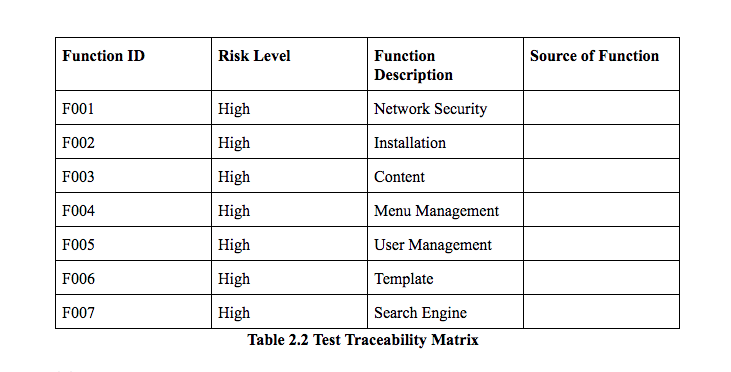 Function ID Risk Level Function Description Source of Function
F001 High Network Security
F002 High Installation
F003 High Content
F004 High Menu Management
F005 High User Management
F006 High Template
F007 High Search Engine
Table 2.2 Test Traceability Matrix